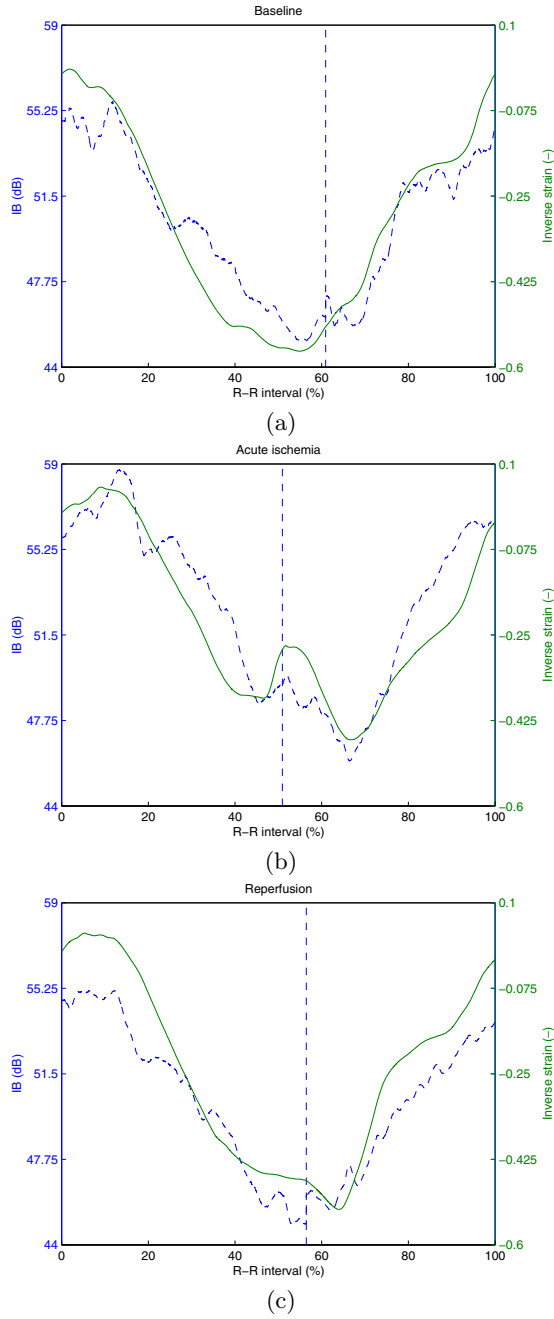 Baseline
59
55.25
51.5
47.75
44
IB (dB)
0.1
−0.075
−0.25
−0.425
−0.6
Inverse strain (−)
0 20 40 60 80 100
R−R interval (%)
(a)
Acute ischemia
59
55.25
51.5
47.75
44
IB (dB)
0.1
−0.075
−0.25
−0.425
−0.6
Inverse strain (−)
0 20 40 60 80 100
R−R interval (%)
(b)
Reperfusion
59
55.25
51.5
47.75
44
IB (dB)
0.1
−0.075
−0.25
−0.425
−0.6
Inverse strain (−)
0 20 40 60 80 100
R−R interval (%)
(c)